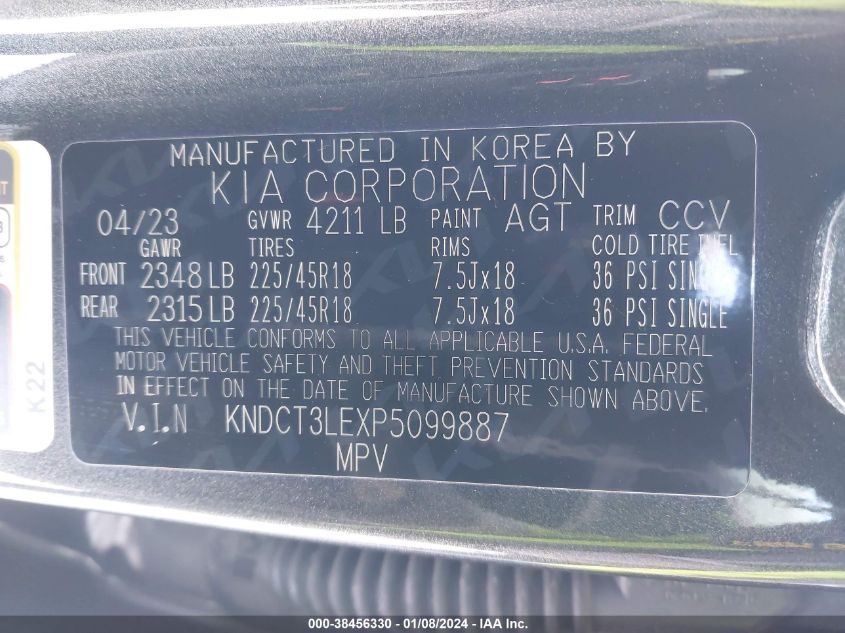 MANUFACTURED IN KOREA BY
KIA CORPORATION
04/23 GVWR 4211 LB PAINT AGT TRIM CCV
GAWR TIRES RIMS COLD TIRE
FRONT 2348 LB 225/45R18 7.5Jx18 36 PSI SINGLE
REAR 2315 LB 225/45R18 7.5Jx18 36 PSI SINGLE
THIS VEHICLE CONFORMS TO ALL APPLICABLE U.S.A. FEDERAL
MOTOR VEHICLE SAFETY AND THEFT PREVENTION STANDARDS
IN EFFECT ON THE DATE OF MANUFACTURE SHOWN ABOVE.
V.I.N KNDCT3LEXP5099887
MPV
K22
000-38456330 - 01/08/2024 - IAA Inc.